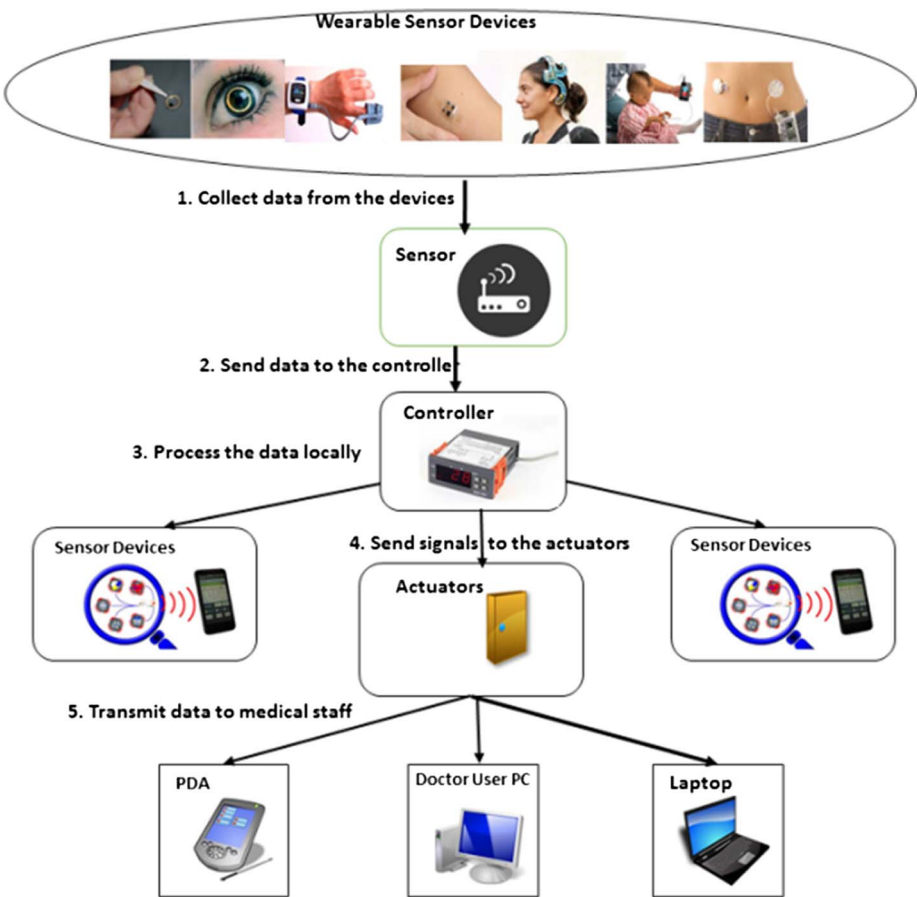 Wearable Sensor Devices
1. Collect data from the devices
Sensor
2. Send data to the controlle
Controller
3. Process the data locally
28
Sensor Devices
4. Send signals to the actuators
Sensor Devices
Actuators
5. Transmit data to medical staff
PDA
Doctor User PC
Laptop